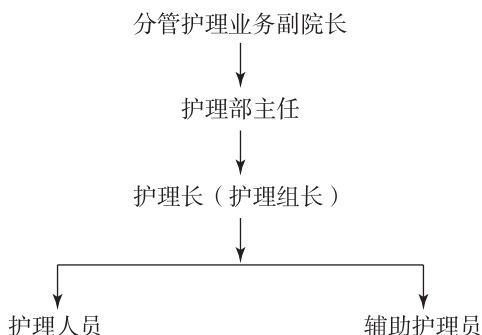 分管护理业务副院长
护理部主任
护理长（护理组长）
护理人员
辅助护理员